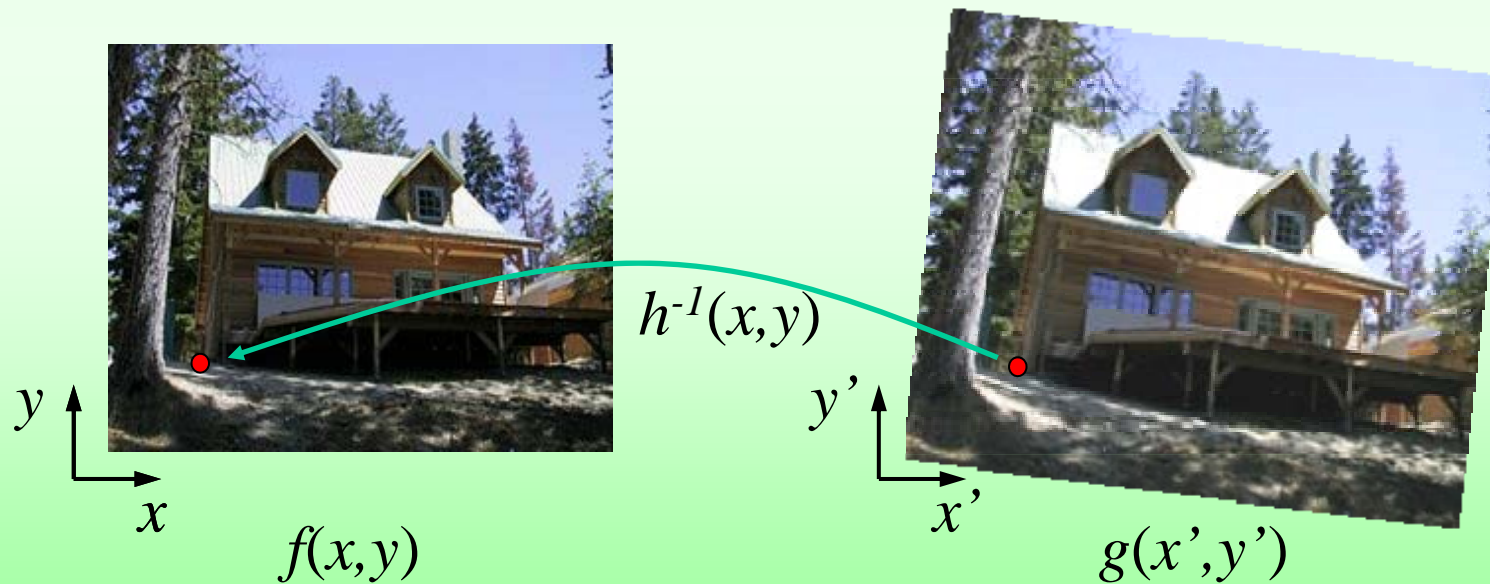 h⁻¹(x,y)
y
x
f(x,y)
y’
x’
g(x’,y’)